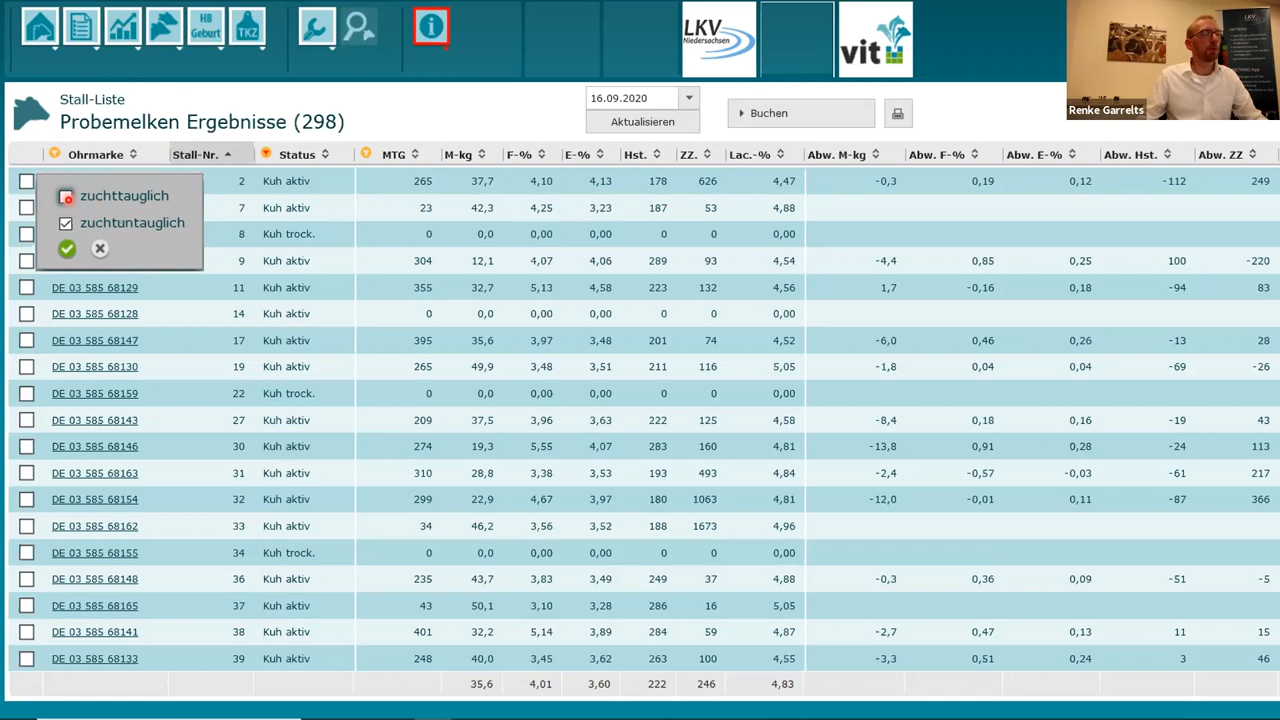 HB
Geburt
TKZ
LKV
Niedersachsen
vit
Renke Garrelts
Stall-Liste
Probemelken Ergebnisse (298)
16.09.2020
Aktualisieren
Buchen
Ohrmarke Stall-Nr. Status MTG M-kg F-% E-% Hst. ZZ. Lac.-% Abw. M-kg Abw. F-% Abw. E-% Abw. Hst. Abw. ZZ
2 Kuh aktiv 265 37,7 4,10 4,13 178 626 4,47 -0,3 0,19 0,12 -112 249
zuchttauglich
7 Kuh aktiv 23 42,3 4,25 3,23 187 53 4,88
zuchtuntauglich
8 Kuh trock. 0 0,0 0,00 0,00 0 0 0,00
9 Kuh aktiv 304 12,1 4,07 4,06 289 93 4,54 -4,4 0,85 0,25 100 -220
DE 03 585 68129 11 Kuh aktiv 355 32,7 5,13 4,58 223 132 4,56 1,7 -0,16 0,18 -94 83
DE 03 585 68128 14 Kuh aktiv 0 0,0 0,00 0,00 0 0 0,00
DE 03 585 68147 17 Kuh aktiv 395 35,6 3,97 3,48 201 74 4,52 -6,0 0,46 0,26 -13 28
DE 03 585 68130 19 Kuh aktiv 265 49,9 3,48 3,51 211 116 5,05 -1,8 0,04 0,04 -69 -26
DE 03 585 68159 22 Kuh trock. 0 0,0 0,00 0,00 0 0 0,00
DE 03 585 68143 27 Kuh aktiv 209 37,5 3,96 3,63 222 125 4,58 -8,4 0,18 0,16 -19 43
DE 03 585 68146 30 Kuh aktiv 274 19,3 5,55 4,07 283 160 4,81 -13,8 0,91 0,28 -24 113
DE 03 585 68163 31 Kuh aktiv 310 28,8 3,38 3,53 193 493 4,84 -2,4 -0,57 -0,03 -61 217
DE 03 585 68154 32 Kuh aktiv 299 22,9 4,67 3,97 180 1063 4,81 -12,0 -0,01 0,11 -87 366
DE 03 585 68162 33 Kuh aktiv 34 46,2 3,56 3,52 188 1673 4,96
DE 03 585 68155 34 Kuh trock. 0 0,0 0,00 0,00 0 0 0,00
DE 03 585 68148 36 Kuh aktiv 235 43,7 3,83 3,49 249 37 4,88 -0,3 0,36 0,09 -51 -5
DE 03 585 68165 37 Kuh aktiv 43 50,1 3,10 3,28 286 16 5,05
DE 03 585 68141 38 Kuh aktiv 401 32,2 5,14 3,89 284 59 4,87 -2,7 0,47 0,13 11 15
DE 03 585 68133 39 Kuh aktiv 248 40,0 3,45 3,62 263 100 4,55 -3,3 0,51 0,24 3 46
35,6 4,01 3,60 222 246 4,83